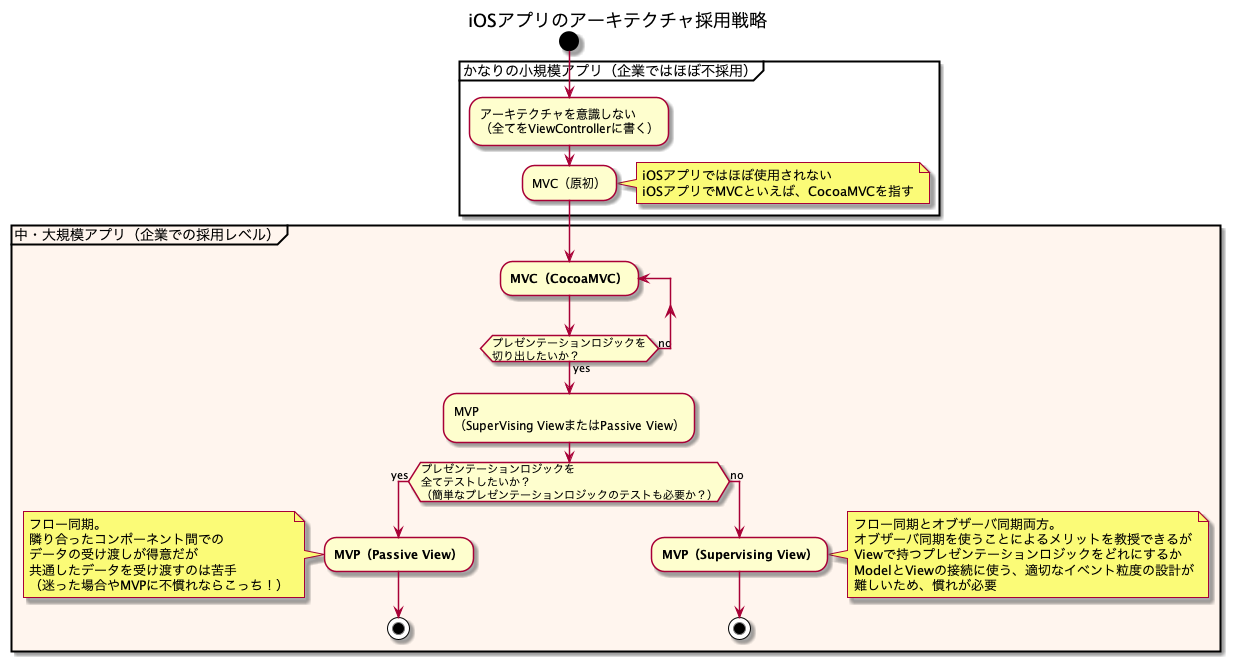 iOSアプリのアーキテクチャ採用戦略
かなりの小規模アプリ（企業ではほぼ不採用）
アーキテクチャを意識しない
（全てをViewControllerに書く）
MVC（原初）
iOSアプリではほぼ使用されない
iOSアプリでMVCといえば、CocoaMVCを指す
中・大規模アプリ（企業での採用レベル）
MVC（CocoaMVC）
プレゼンテーションロジックを
切り出したいか？
no
yes
MVP
（SuperVising ViewまたはPassive View）
プレゼンテーションロジックを
全てテストしたいか？
（簡単なプレゼンテーションロジックのテストも必要か？）
yes
no
フロー同期。
隣り合ったコンポーネント間での
データの受け渡しが得意だが
共通したデータを受け渡すのは苦手
（迷った場合やMVPに不慣れならこっち！）
MVP（Passive View）
MVP（Supervising View）
フロー同期とオブザーバ同期両方。
オブザーバ同期を使うことによるメリットを教授できるが
Viewで持つプレゼンテーションロジックをどれにするか
ModelとViewの接続に使う、適切なイベント粒度の設計が
難しいため、慣れが必要